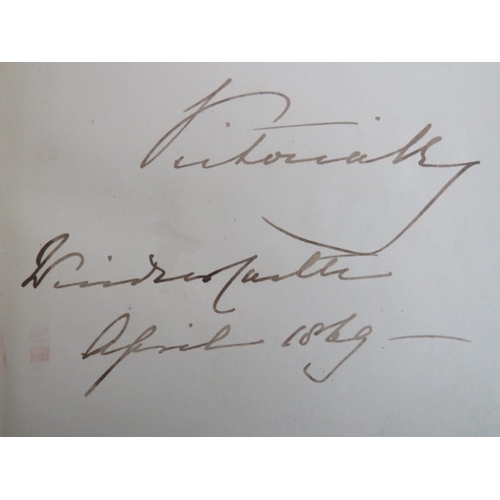 Victoria R
Windsor Castle
April 1869 —